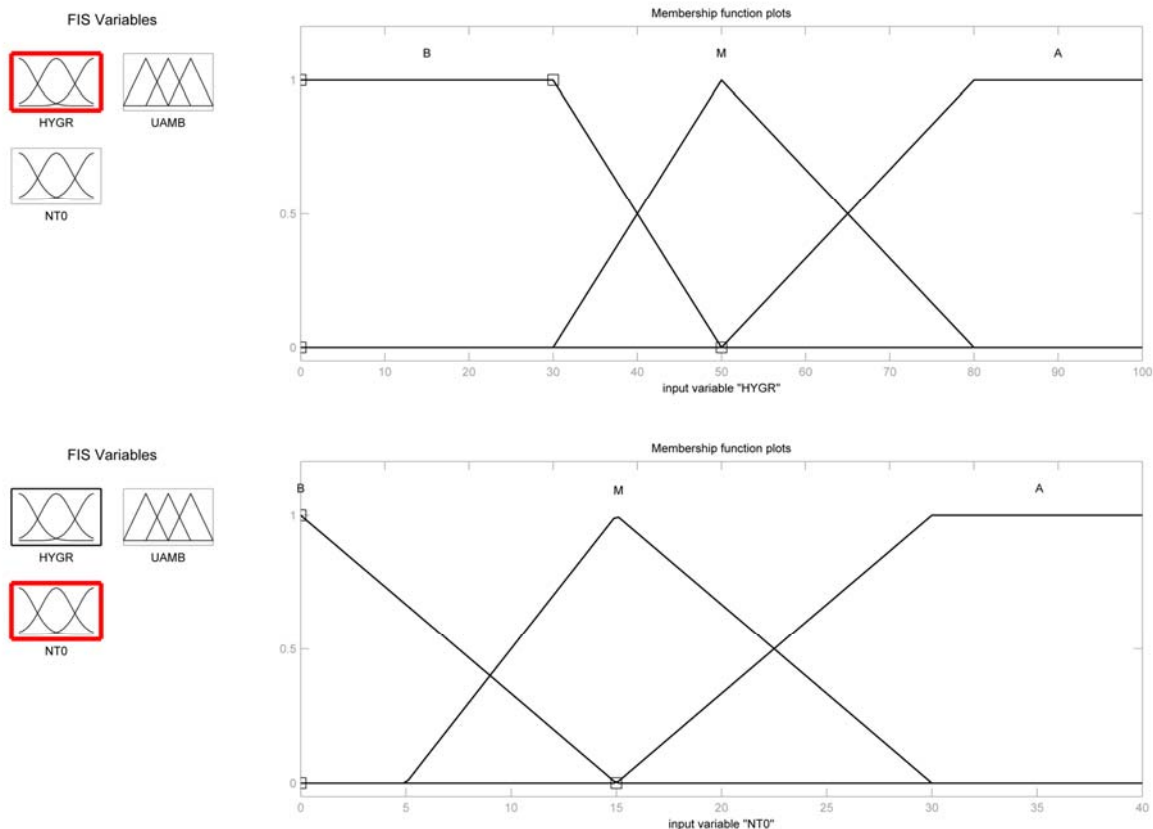 FIS Variables
HYGR
UAMB
NT0
Membership function plots
B
M
A
1
0.5
0
0 10 20 30 40 50 60 70 80 90 100
input variable "HYGR"
FIS Variables
HYGR
UAMB
NT0
Membership function plots
B
M
A
1
0.5
0
0 5 10 15 20 25 30 35 40
input variable "NT0"